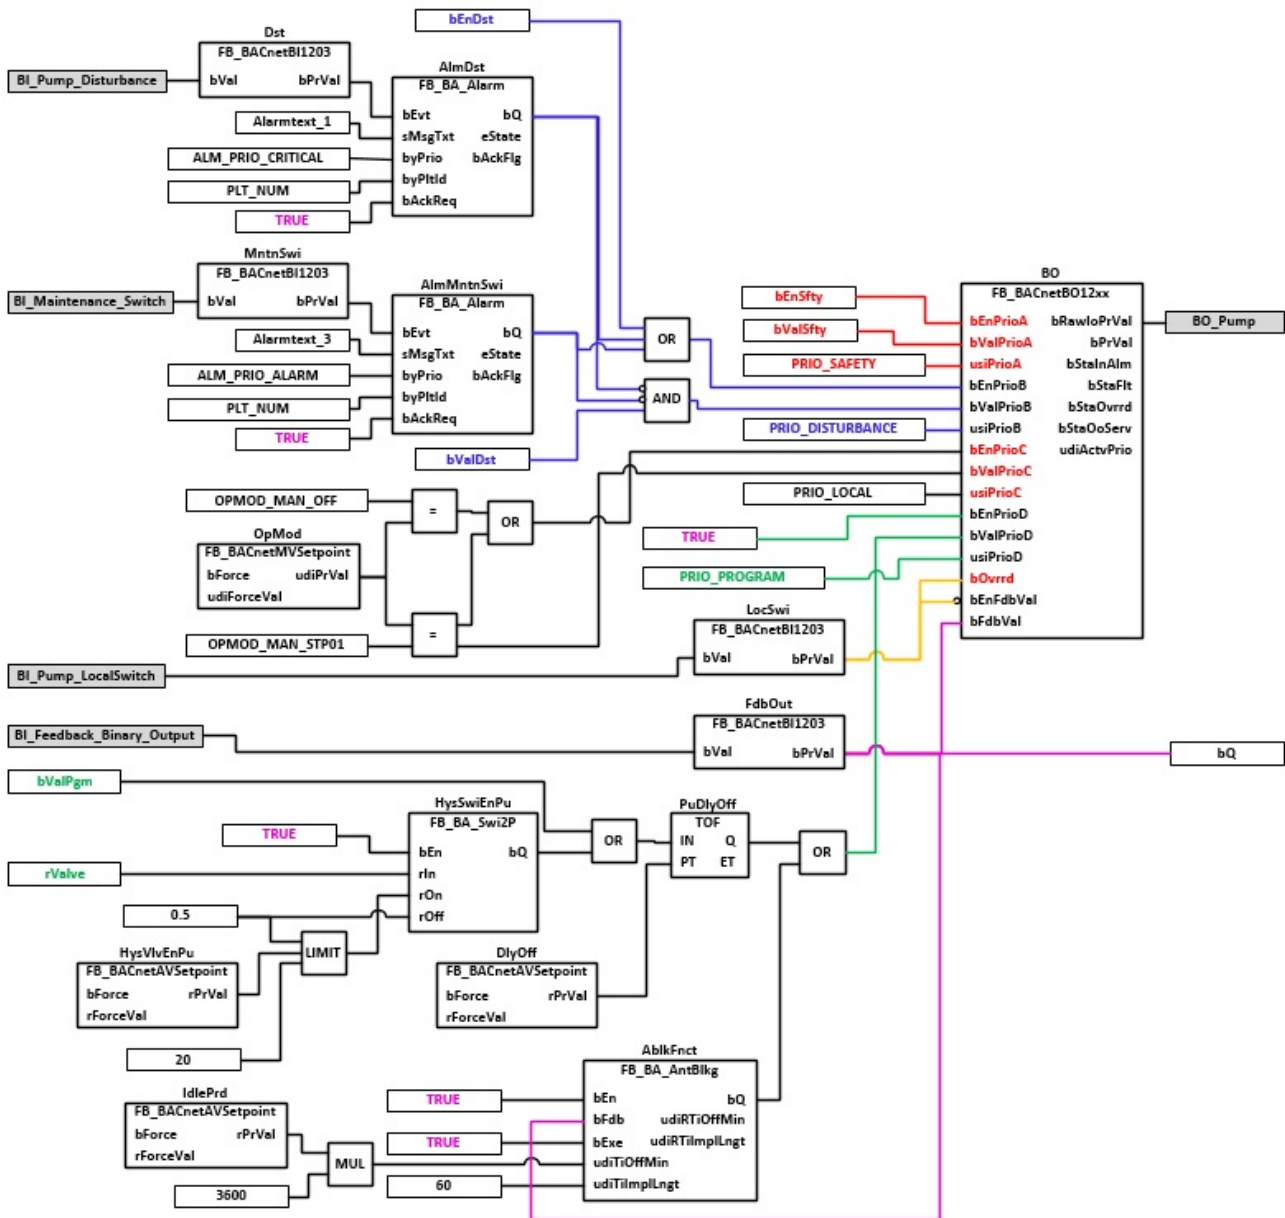 bEnDst
Dst
FB_BACnetBI1203
bVal bPrVal
BI_Pump_Disturbance
AlmDst
FB_BA_Alarm
bEvt bQ
sMsgTxt eState
byPrio bAckFlg
byPltId
bAckReq
Alarmtext_1
ALM_PRIO_CRITICAL
PLT_NUM
TRUE
MntnSwi
FB_BACnetBI1203
bVal bPrVal
BI_Maintenance_Switch
AlmMntnSwi
FB_BA_Alarm
bEvt bQ
sMsgTxt eState
byPrio bAckFlg
byPltId
bAckReq
Alarmtext_3
ALM_PRIO_ALARM
PLT_NUM
TRUE
OR
AND
bValDst
bEnSfty
bValSfty
PRIO_SAFETY
PRIO_DISTURBANCE
PRIO_LOCAL
TRUE
PRIO_PROGRAM
BO
FB_BACnetBO12xx
bEnPrioA bRawIoPrVal
bValPrioA bPrVal
usiPrioA bStaInAlm
bEnPrioB bStaFlt
bValPrioB bStaOvrrd
usiPrioB bStaOoServ
bEnPrioC udiActvPrio
bValPrioC
usiPrioC
bEnPrioD
bValPrioD
usiPrioD
bOvrrd
bEnFdbVal
bFdbVal
BO_Pump
OPMOD_MAN_OFF
=
OR
OpMod
FB_BACnetMVSetpoint
bForce udiPrVal
udiForceVal
=
OPMOD_MAN_STP01
BI_Pump_LocalSwitch
LocSwi
FB_BACnetBI1203
bVal bPrVal
BI_Feedback_Binary_Output
FdbOut
FB_BACnetBI1203
bVal bPrVal
bQ
bValPgm
TRUE
rValve
0.5
HysSwiEnPu
FB_BA_Swi2P
bEn bQ
rIn
rOn
rOff
OR
PuDlyOff
TOF
IN Q
PT ET
OR
LIMIT
HysVlvEnPu
FB_BACnetAVSetpoint
bForce rPrVal
rForceVal
20
DlyOff
FB_BACnetAVSetpoint
bForce rPrVal
rForceVal
AblkFnct
FB_BA_AntBlkg
bEn bQ
bFdb udiRTiOffMin
bExe udiRTiImplLngt
udiTiOffMin
udiTiImplLngt
TRUE
TRUE
60
IdlePrd
FB_BACnetAVSetpoint
bForce rPrVal
rForceVal
MUL
3600